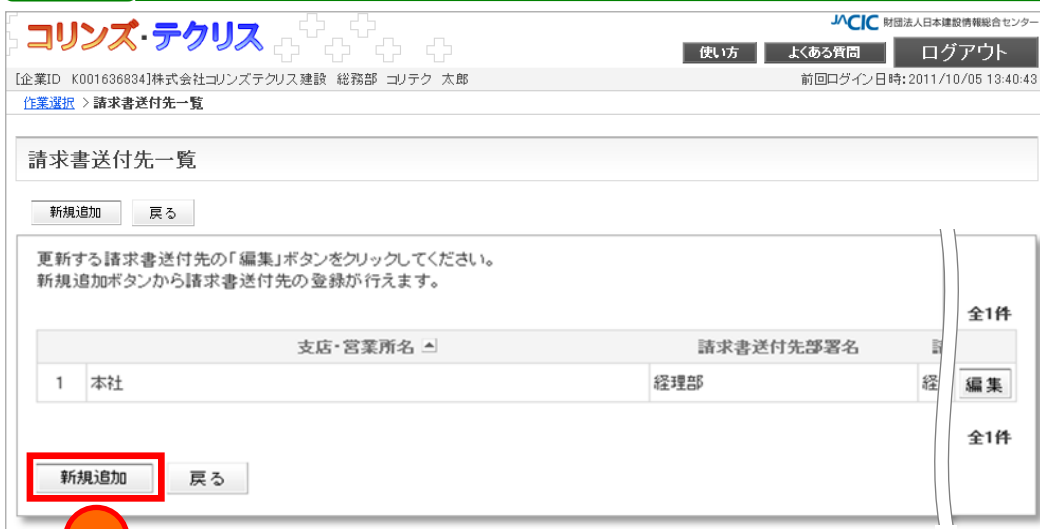 コリンズ・テクリス
JACIC 財団法人日本建設情報総合センター
使い方 よくある質問 ログアウト
[企業ID K001636834]株式会社コリンズテクリス建設 総務部 コリテク 太郎 前回ログイン日時:2011/10/05 13:40:43
作業選択 > 請求書送付先一覧
請求書送付先一覧
新規追加 戻る
更新する請求書送付先の「編集」ボタンをクリックしてください。
新規追加ボタンから請求書送付先の登録が行えます。
全1件
支店・営業所名 請求書送付先部署名
1 本社 経理部 経 編集
全1件
新規追加 戻る